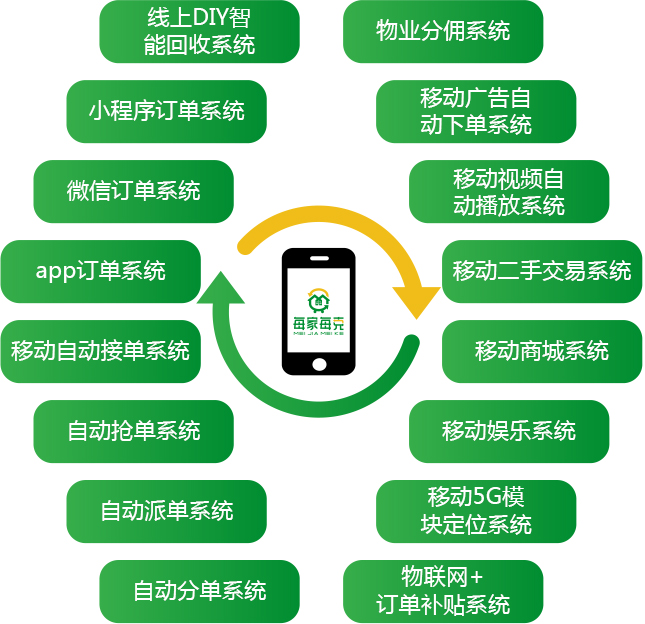 线上DIY智
能回收系统
小程序订单系统
微信订单系统
app订单系统
移动自动接单系统
自动抢单系统
自动派单系统
自动分单系统
每家每克
MEI JIA MEI KE
物业分佣系统
移动广告自
动下单系统
移动视频自
动播放系统
移动二手交易系统
移动商城系统
移动娱乐系统
移动5G模
块定位系统
物联网+
订单补贴系统